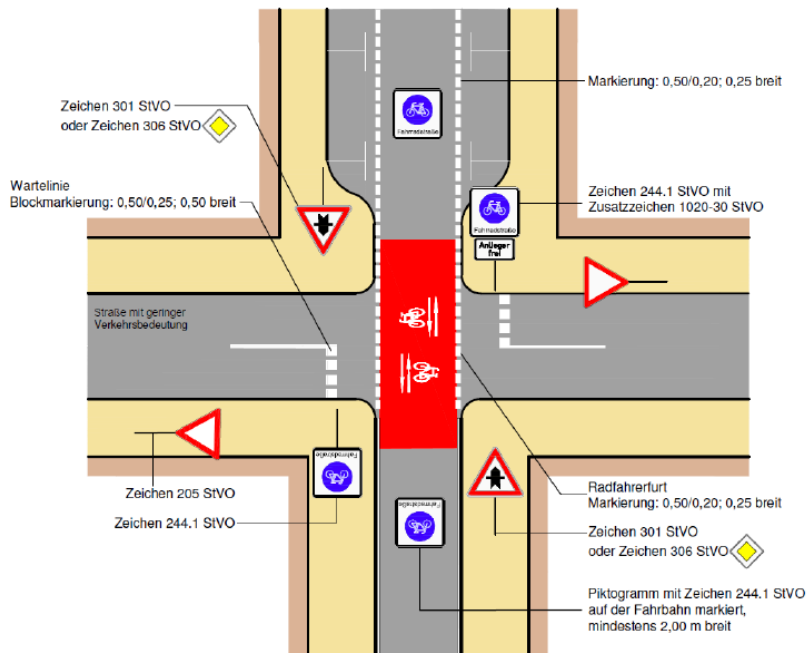 Markierung: 0,50/0,20; 0,25 breit
Zeichen 301 StVO
oder Zeichen 306 StVO
Fahrradstraße
Wartelinie
Blockmarkierung: 0,50/0,25; 0,50 breit
Zeichen 244.1 StVO mit
Zusatzzeichen 1020-30 StVO
Fahrradstraße
Anlieger
frei
Straße mit geringer
Verkehrsbedeutung
Fahrradstraße
Zeichen 205 StVO
Zeichen 244.1 StVO
Fahrradstraße
Radfahrerfurt
Markierung: 0,50/0,20; 0,25 breit
Zeichen 301 StVO
oder Zeichen 306 StVO
Piktogramm mit Zeichen 244.1 StVO
auf der Fahrbahn markiert,
mindestens 2,00 m breit